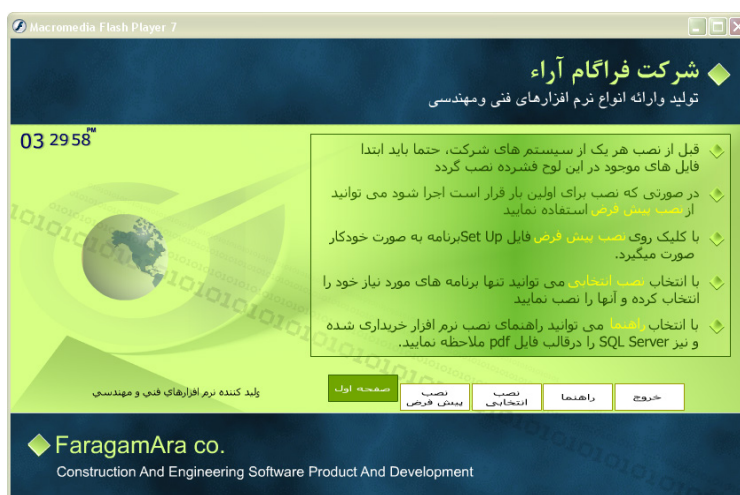 Macromedia Flash Player 7
شرکت فراگام آراء
تولید وارائه انواع نرم افزارهای فنی ومهندسی
03 29 58 PM
قبل از نصب هر یک از سیستم های شرکت، حتما باید ابتدا
فایل های موجود در این لوح فشرده نصب گردد
در صورتی که نصب برای اولین بار قرار است اجرا شود می توانید
از نصب پیش فرض استفاده نمایید
با کلیک روی نصب پیش فرض فایل Set Up برنامه به صورت خودکار
صورت میگیرد.
با انتخاب نصب انتخابی می توانید تنها برنامه های مورد نیاز خود را
انتخاب کرده و آنها را نصب نمایید
با انتخاب راهنما می توانید راهنمای نصب نرم افزار خریداری شده
و نیز SQL Server را درقالب فایل pdf ملاحظه نمایید.
خروج
راهنما
نصب
انتخابی
نصب
پیش فرض
صفحه اول
ولید کننده نرم افزارهاي فني و مهندسي
FaragamAra co.
Construction And Engineering Software Product And Development